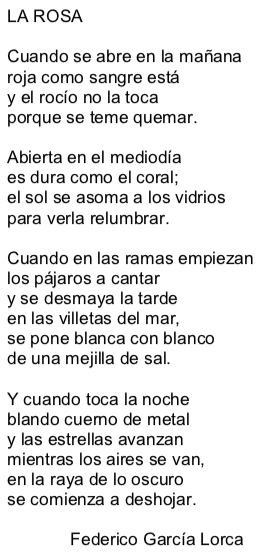 LA ROSA
Cuando se abre en la mañana
roja como sangre está
y el rocío no la toca
porque se teme quemar.
Abierta en el mediodía
es dura como el coral;
el sol se asoma a los vidrios
para verla relumbrar.
Cuando en las ramas empiezan
los pájaros a cantar
y se desmaya la tarde
en las villetas del mar,
se pone blanca con blanco
de una mejilla de sal.
Y cuando toca la noche
blando cuerno de metal
y las estrellas avanzan
mientras los aires se van,
en la raya de lo oscuro
se comienza a deshojar.
Federico García Lorca